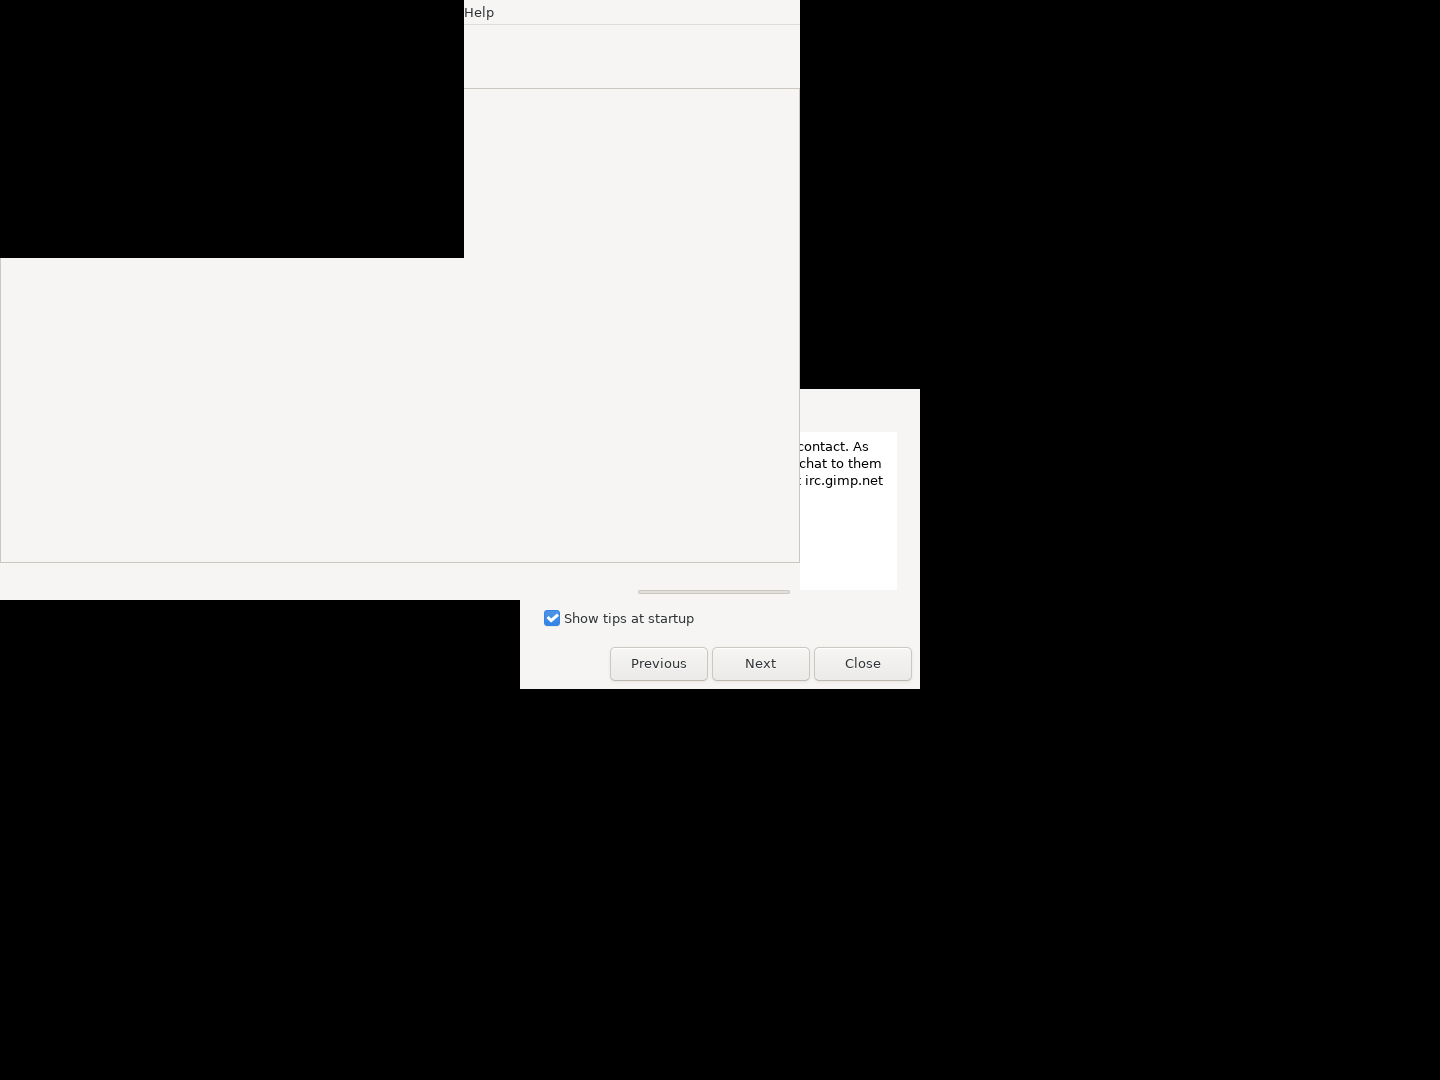 Help
contact. As
chat to them
irc.gimp.net
Show tips at startup
Previous
Next
Close